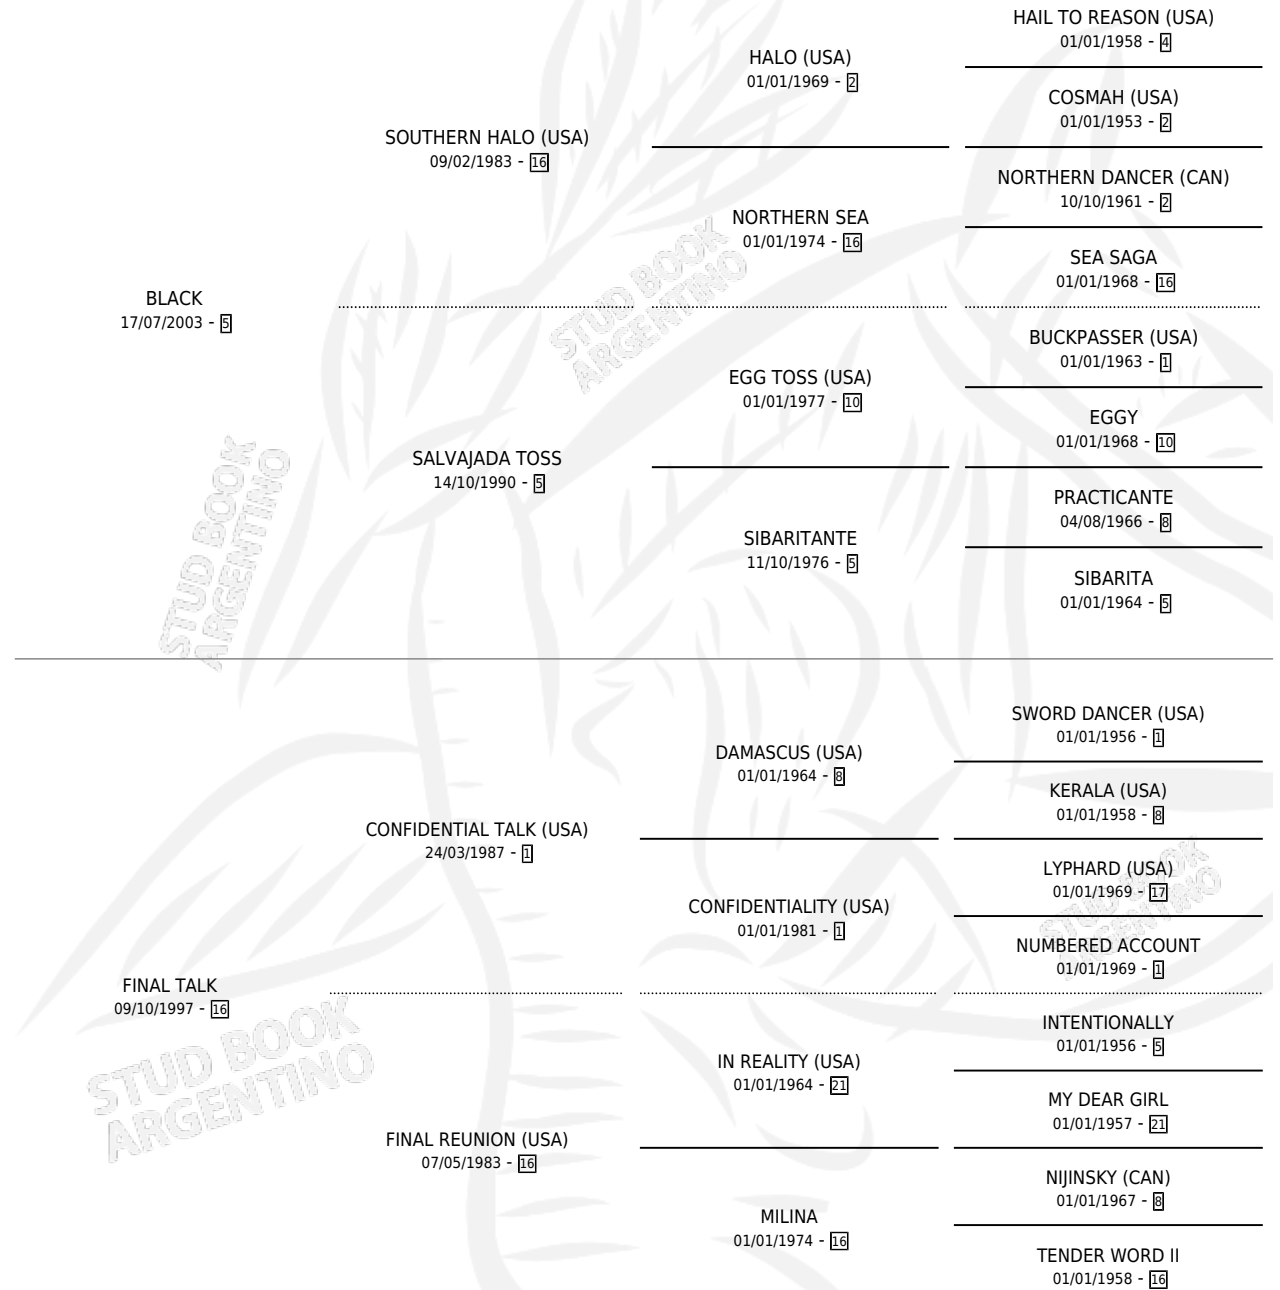 HAIL TO REASON (USA)
01/01/1958 - 4
HALO (USA)
01/01/1969 - 2
COSMAH (USA)
01/01/1953 - 2
SOUTHERN HALO (USA)
09/02/1983 - 16
NORTHERN DANCER (CAN)
10/10/1961 - 2
NORTHERN SEA
01/01/1974 - 16
SEA SAGA
01/01/1968 - 16
BLACK
17/07/2003 - 5
STUD BOOK
ARGENTINO
BUCKPASSER (USA)
01/01/1963 - 1
EGG TOSS (USA)
01/01/1977 - 10
EGGY
01/01/1968 - 10
SALVAJADA TOSS
14/10/1990 - 5
PRACTICANTE
04/08/1966 - 8
SIBARITANTE
11/10/1976 - 5
SIBARITA
01/01/1964 - 5
STUD BOOK
ARGENTINO
SWORD DANCER (USA)
01/01/1956 - 1
DAMASCUS (USA)
01/01/1964 - 8
KERALA (USA)
01/01/1958 - 8
CONFIDENTIAL TALK (USA)
24/03/1987 - 1
LYPHARD (USA)
01/01/1969 - 17
CONFIDENTIALITY (USA)
01/01/1981 - 1
NUMBERED ACCOUNT
01/01/1969 - 1
STUD BOOK
ARGENTINO
FINAL TALK
09/10/1997 - 16
INTENTIONALLY
01/01/1956 - 5
IN REALITY (USA)
01/01/1964 - 21
MY DEAR GIRL
01/01/1957 - 21
STUD BOOK
ARGENTINO
FINAL REUNION (USA)
07/05/1983 - 16
NIJINSKY (CAN)
01/01/1967 - 8
MILINA
01/01/1974 - 16
TENDER WORD II
01/01/1958 - 16